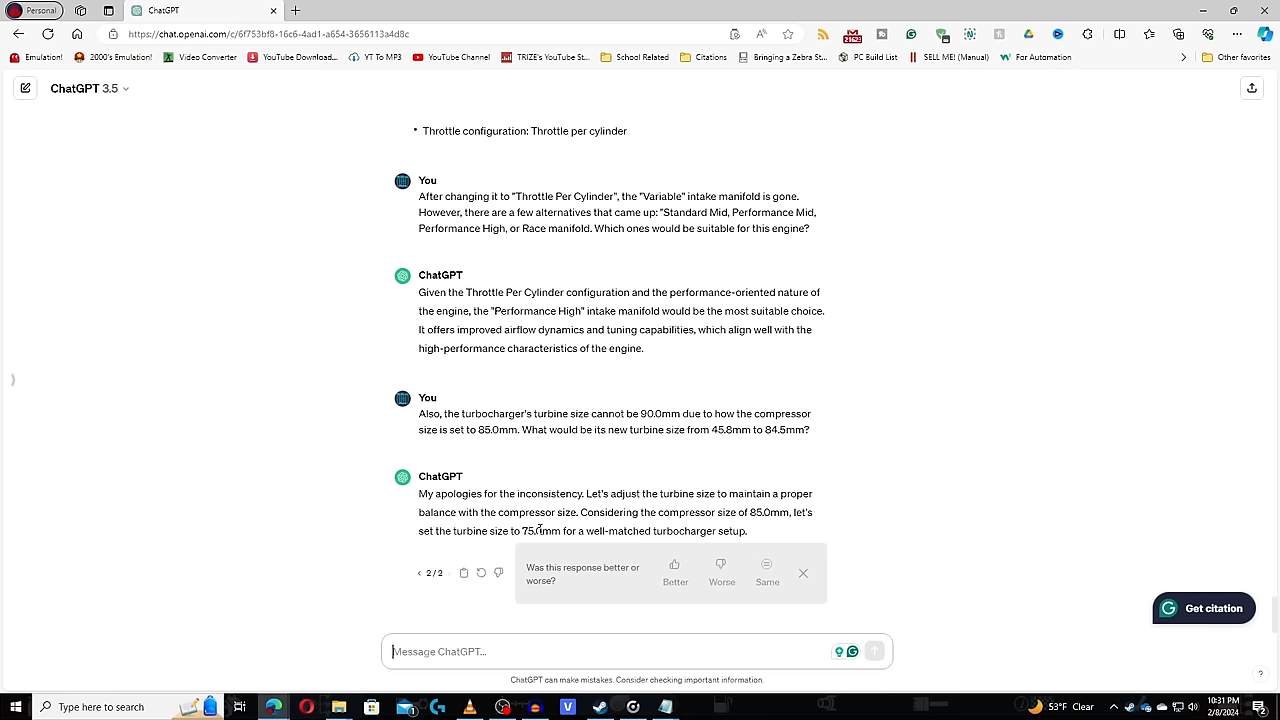 Personal
ChatGPT
https://chat.openai.com/c/6f753bf8-16c6-4ad1-a654-3656113a4d8c
Emulation!
2000's Emulation!
Video Converter
YouTube Download...
YT To MP3
YouTube Channel
TRIZE's YouTube St...
School Related
Citations
Bringing a Zebra St...
PC Build List
SELL ME! (Manual)
For Automation
Other favorites
ChatGPT 3.5
• Throttle configuration: Throttle per cylinder
You
After changing it to "Throttle Per Cylinder", the "Variable" intake manifold is gone.
However, there are a few alternatives that came up: "Standard Mid, Performance Mid,
Performance High, or Race manifold. Which ones would be suitable for this engine?
ChatGPT
Given the Throttle Per Cylinder configuration and the performance-oriented nature of
the engine, the "Performance High" intake manifold would be the most suitable choice.
It offers improved airflow dynamics and tuning capabilities, which align well with the
high-performance characteristics of the engine.
You
Also, the turbocharger's turbine size cannot be 90.0mm due to how the compressor
size is set to 85.0mm. What would be its new turbine size from 45.8mm to 84.5mm?
ChatGPT
My apologies for the inconsistency. Let's adjust the turbine size to maintain a proper
balance with the compressor size. Considering the compressor size of 85.0mm, let's
set the turbine size to 75.0mm for a well-matched turbocharger setup.
2/2
Was this response better or
worse?
Better
Worse
Same
Get citation
Message ChatGPT...
ChatGPT can make mistakes. Consider checking important information.
?
Type here to search
53°F Clear
10:31 PM
2/8/2024